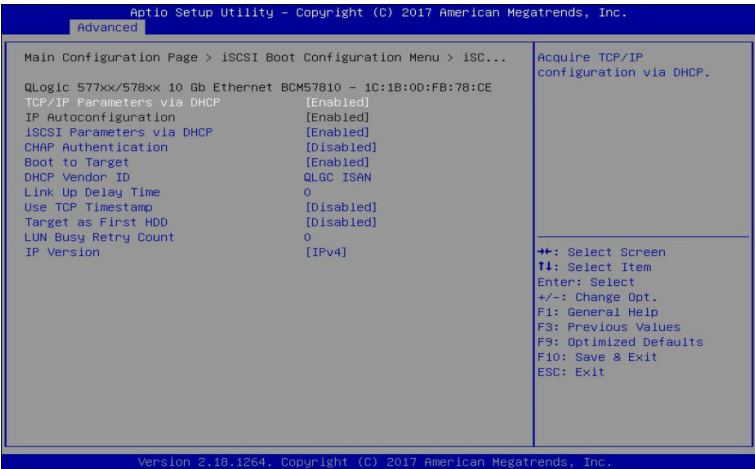 Aptio Setup Utility – Copyright (C) 2017 American Megatrends, Inc.
Advanced
Main Configuration Page > iSCSI Boot Configuration Menu > iSC...
QLogic 577xx/578xx 10 Gb Ethernet BCM57810 - 1C:1B:0D:FB:78:CE
TCP/IP Parameters via DHCP [Enabled]
IP Autoconfiguration [Enabled]
iSCSI Parameters via DHCP [Enabled]
CHAP Authentication [Disabled]
Boot to Target [Enabled]
DHCP Vendor ID QLGC ISAN
Link Up Delay Time 0
Use TCP Timestamp [Disabled]
Target as First HDD [Disabled]
LUN Busy Retry Count 0
IP Version [IPv4]
Acquire TCP/IP
configuration via DHCP.
→←: Select Screen
↑↓: Select Item
Enter: Select
+/-: Change Opt.
F1: General Help
F3: Previous Values
F9: Optimized Defaults
F10: Save & Exit
ESC: Exit
Version 2.18.1264. Copyright (C) 2017 American Megatrends, Inc.